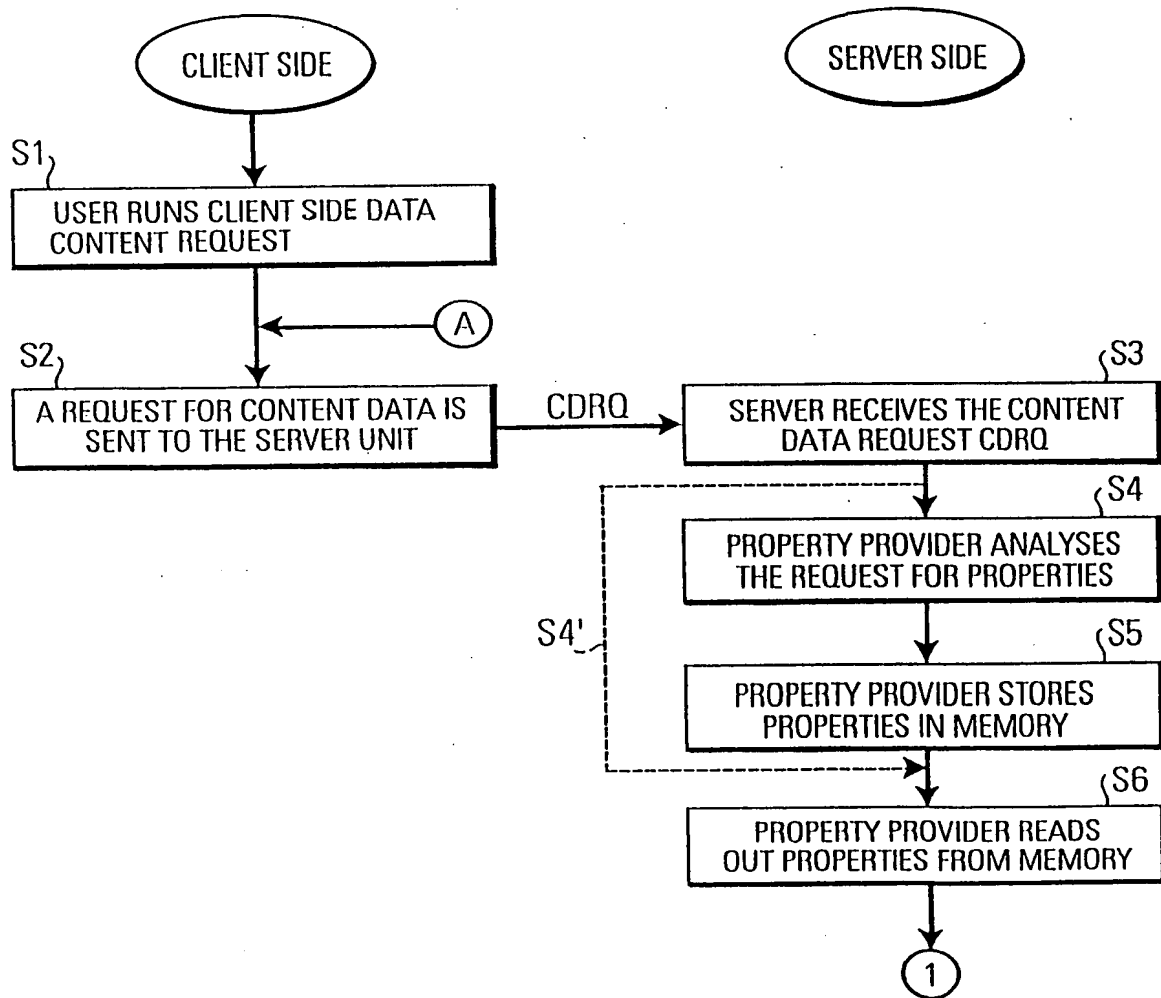 CLIENT SIDE
SERVER SIDE
S1
USER RUNS CLIENT SIDE DATA
CONTENT REQUEST
A
S2
A REQUEST FOR CONTENT DATA IS
SENT TO THE SERVER UNIT
CDRQ
S3
SERVER RECEIVES THE CONTENT
DATA REQUEST CDRQ
S4
PROPERTY PROVIDER ANALYSES
THE REQUEST FOR PROPERTIES
S4'
S5
PROPERTY PROVIDER STORES
PROPERTIES IN MEMORY
S6
PROPERTY PROVIDER READS
OUT PROPERTIES FROM MEMORY
1